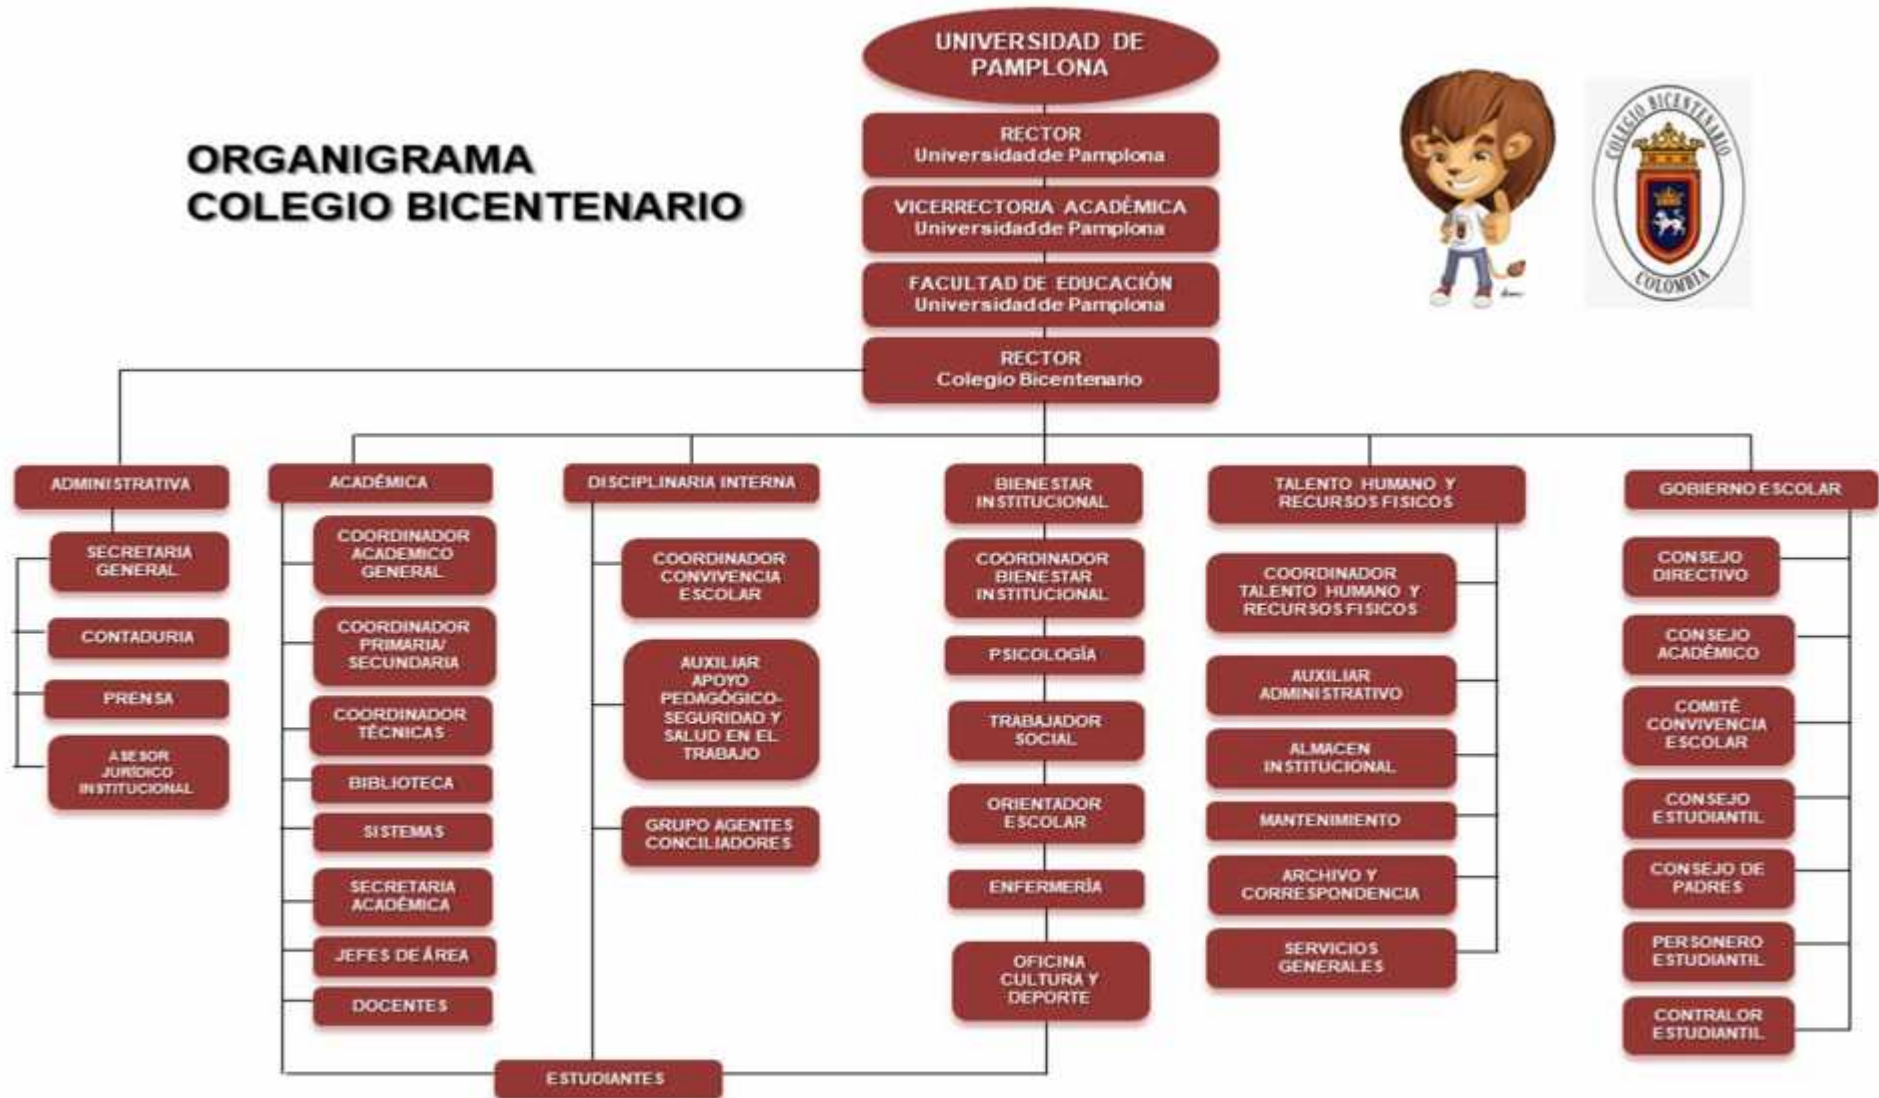 ORGANIGRAMA
COLEGIO BICENTENARIO
UNIVERSIDAD DE
PAMPLONA
RECTOR
Universidad de Pamplona
VICERRECTORIA ACADÉMICA
Universidad de Pamplona
FACULTAD DE EDUCACIÓN
Universidad de Pamplona
RECTOR
Colegio Bicentenario
COLEGIO BICENTENARIO
COLOMBIA
ADMINISTRATIVA
SECRETARIA
GENERAL
CONTADURIA
PRENSA
ASESOR
JURÍDICO
INSTITUCIONAL
ACADÉMICA
COORDINADOR
ACADEMICO
GENERAL
COORDINADOR
PRIMARIA/
SECUNDARIA
COORDINADOR
TÉCNICAS
BIBLIOTECA
SISTEMAS
SECRETARIA
ACADÉMICA
JEFES DE ÁREA
DOCENTES
DISCIPLINARIA INTERNA
COORDINADOR
CONVIVENCIA
ESCOLAR
AUXILIAR
APOYO
PEDAGÓGICO-
SEGURIDAD Y
SALUD EN EL
TRABAJO
GRUPO AGENTES
CONCILIADORES
BIENESTAR
INSTITUCIONAL
COORDINADOR
BIENESTAR
INSTITUCIONAL
PSICOLOGÍA
TRABAJADOR
SOCIAL
ORIENTADOR
ESCOLAR
ENFERMERÍA
OFICINA
CULTURA Y
DEPORTE
TALENTO HUMANO Y
RECURSOS FISICOS
COORDINADOR
TALENTO HUMANO Y
RECURSOS FISICOS
AUXILIAR
ADMINISTRATIVO
ALMACEN
INSTITUCIONAL
MANTENIMIENTO
ARCHIVO Y
CORRESPONDENCIA
SERVICIOS
GENERALES
GOBIERNO ESCOLAR
CONSEJO
DIRECTIVO
CONSEJO
ACADÉMICO
COMITÉ
CONVIVENCIA
ESCOLAR
CONSEJO
ESTUDIANTIL
CONSEJO DE
PADRES
PERSONERO
ESTUDIANTIL
CONTRALOR
ESTUDIANTIL
ESTUDIANTES